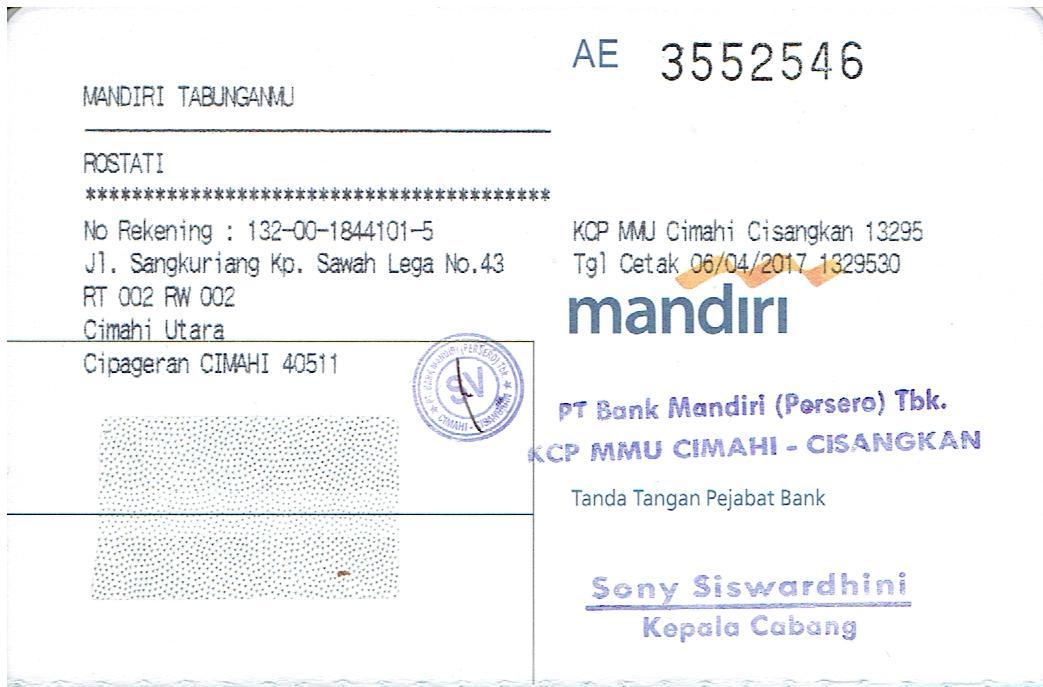 AE 3552546
MANDIRI TABUNGANMU
ROSTATI
****************************************
No Rekening : 132-00-1844101-5
Jl. Sangkuriang Kp. Sawah Lega No.43
RT 002 RW 002
Cimahi Utara
Cipageran CIMAHI 40511
PT BANK MANDIRI (PERSERO) Tbk
SV
CIMAHI - CISANGKAN
KCP MMU Cimahi Cisangkan 13295
Tgl Cetak 06/04/2017 1329530
mandiri
PT Bank Mandiri (Persero) Tbk.
KCP MMU CIMAHI - CISANGKAN
Tanda Tangan Pejabat Bank
Sony Siswardhini
Kepala Cabang